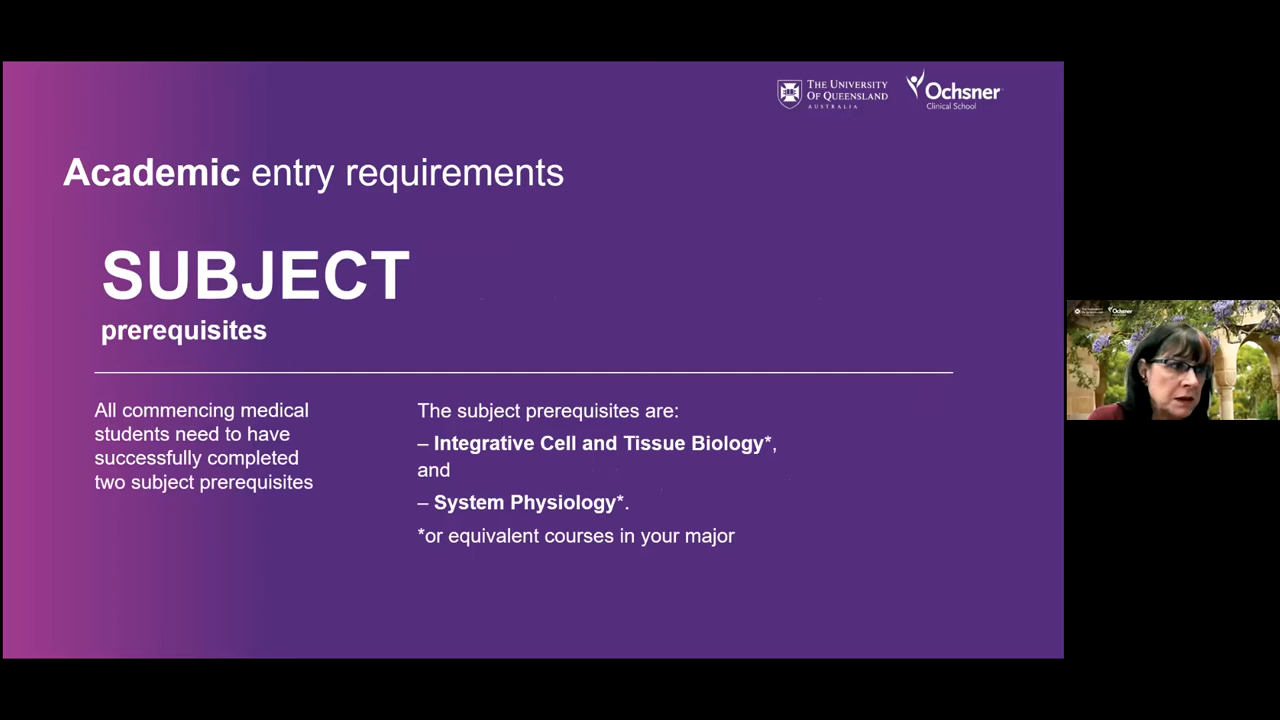 THE UNIVERSITY
OF QUEENSLAND
AUSTRALIA
Ochsner
Clinical School
Academic entry requirements
SUBJECT
prerequisites
All commencing medical
students need to have
successfully completed
two subject prerequisites
The subject prerequisites are:
– Integrative Cell and Tissue Biology*,
and
– System Physiology*.
*or equivalent courses in your major
Ochsner